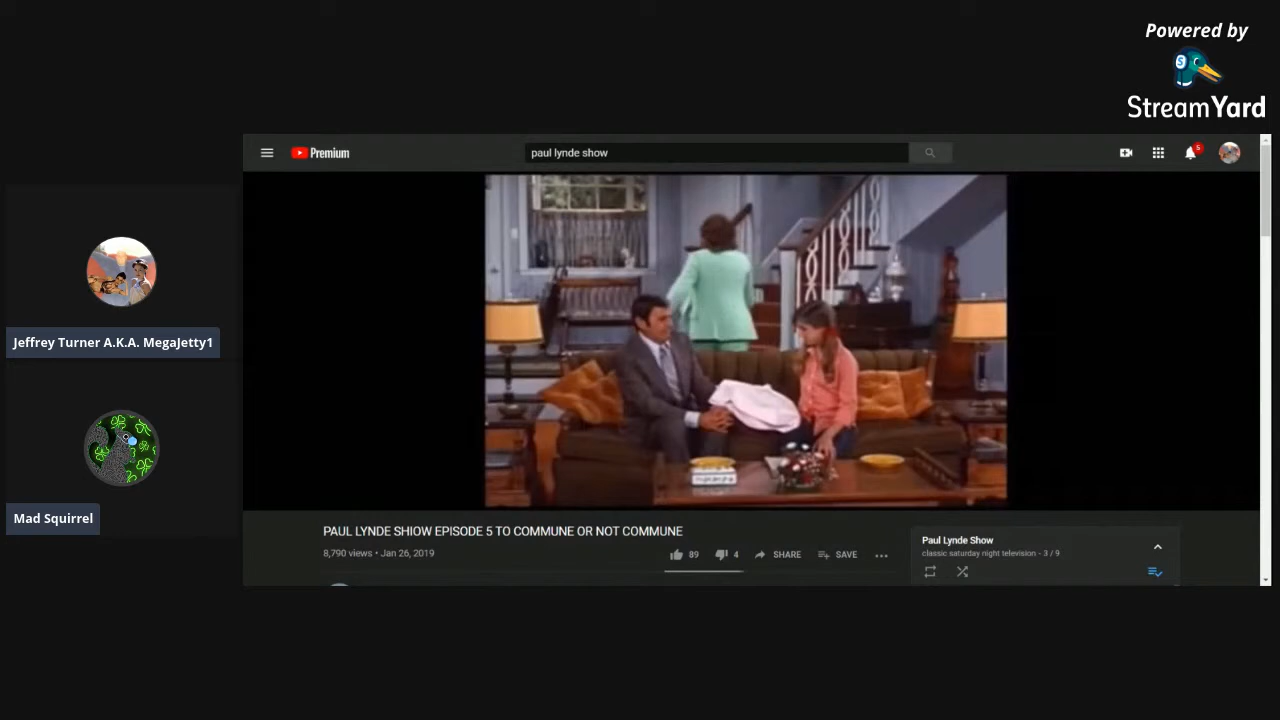 Powered by
StreamYard
Premium
paul lynde show
5
Jeffrey Turner A.K.A. MegaJetty1
Mad Squirrel
PAUL LYNDE SHIOW EPISODE 5 TO COMMUNE OR NOT COMMUNE
8,790 views • Jan 26, 2019
89
4
SHARE
SAVE
Paul Lynde Show
classic saturday night television - 3 / 9